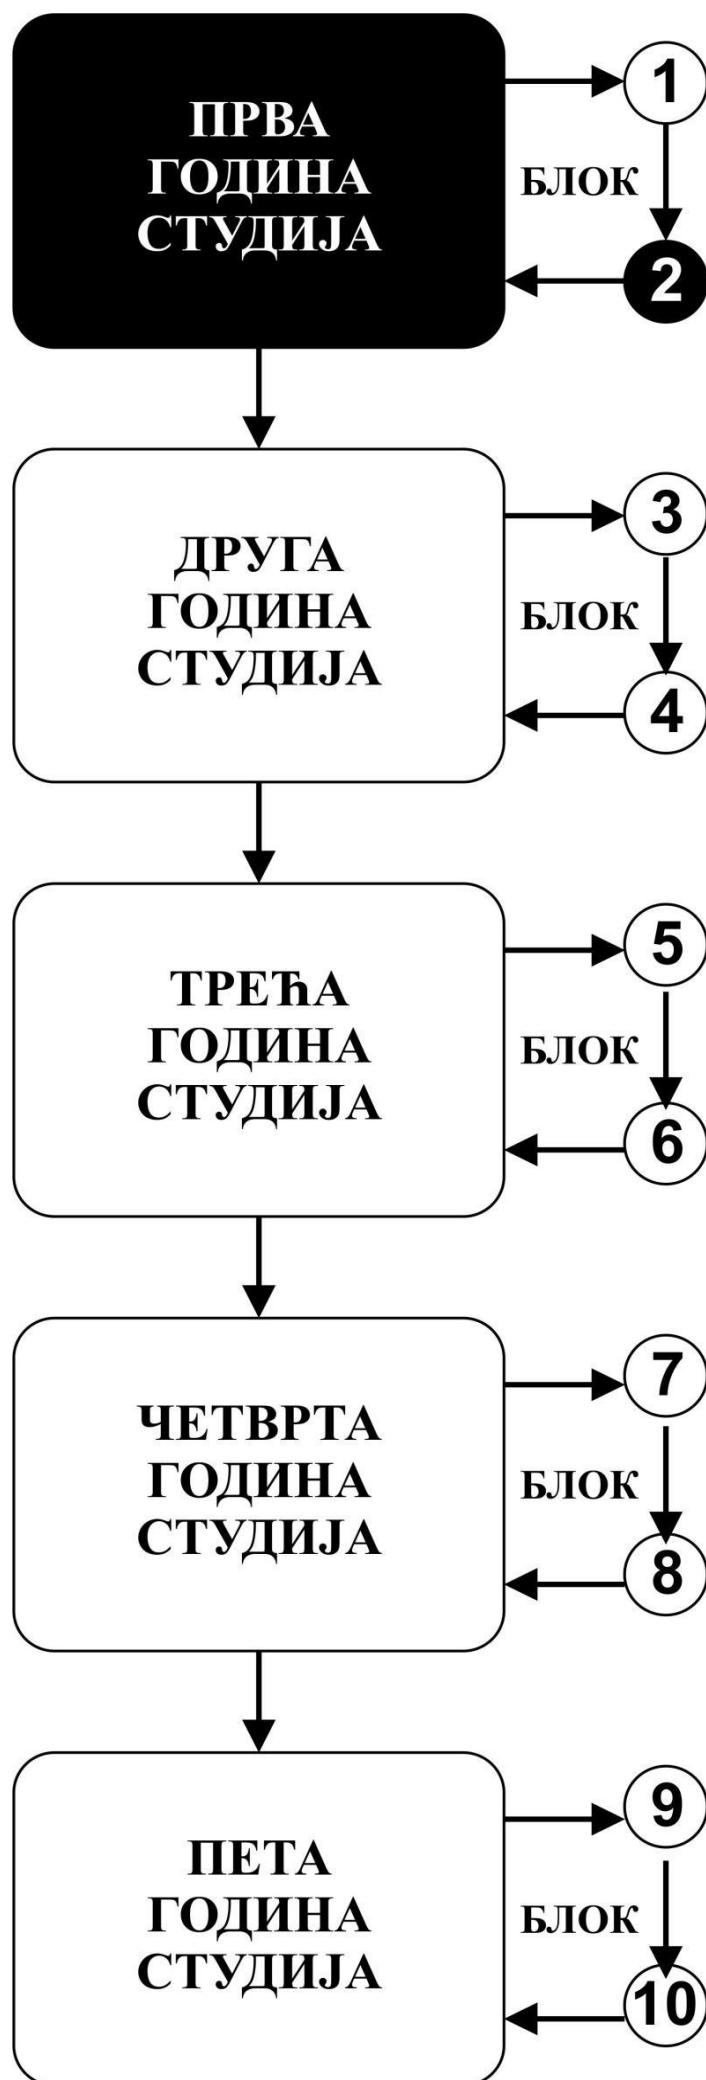 ПРВА
ГОДИНА
СТУДИЈА
1
БЛОК
2
ДРУГА
ГОДИНА
СТУДИЈА
3
БЛОК
4
ТРЕЋА
ГОДИНА
СТУДИЈА
5
БЛОК
6
ЧЕТВРТА
ГОДИНА
СТУДИЈА
7
БЛОК
8
ПЕТА
ГОДИНА
СТУДИЈА
9
БЛОК
10